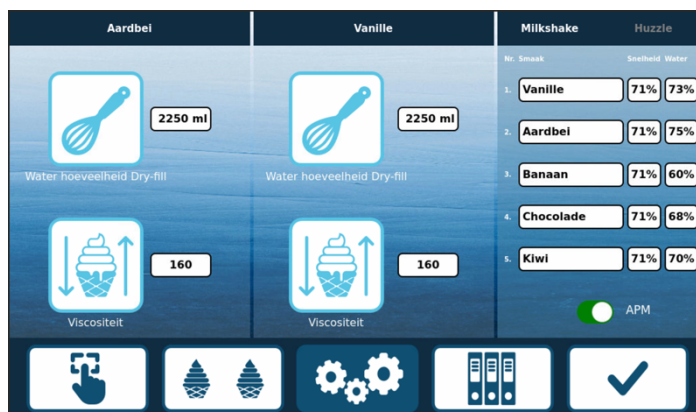 Aardbei
Vanille
Milkshake Huzzle
Nr. Smaak Snelheid Water
2250 ml
Water hoeveelheid Dry-fill
160
Viscositeit
2250 ml
Water hoeveelheid Dry-fill
160
Viscositeit
1. Vanille 71% 73%
2. Aardbei 71% 75%
3. Banaan 71% 60%
4. Chocolade 71% 68%
5. Kiwi 71% 70%
APM